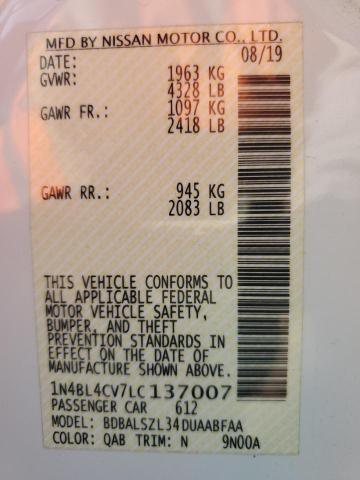 MFD BY NISSAN MOTOR CO., LTD.
DATE: 08/19
GVWR: 1963 KG
4328 LB
GAWR FR.: 1097 KG
2418 LB
GAWR RR.: 945 KG
2083 LB
THIS VEHICLE CONFORMS TO
ALL APPLICABLE FEDERAL
MOTOR VEHICLE SAFETY,
BUMPER, AND THEFT
PREVENTION STANDARDS IN
EFFECT ON THE DATE OF
MANUFACTURE SHOWN ABOVE.
1N4BL4CV7LC137007
PASSENGER CAR 612
MODEL: BDBALSZL34DUAABFAA
COLOR: QAB TRIM: N 9N00A